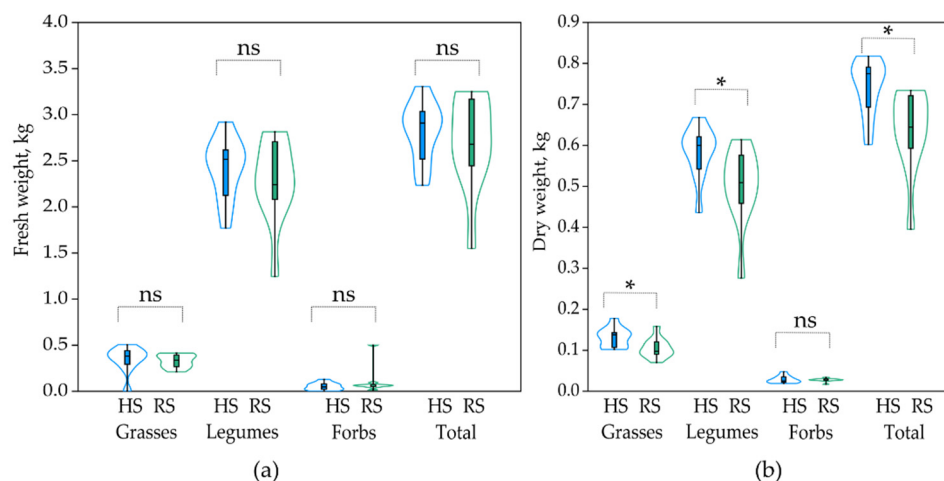 (a)
Fresh weight, kg
4.0
3.5
3.0
2.5
2.0
1.5
1.0
0.5
0.0
ns
ns
ns
ns
HS RS HS RS HS RS HS RS
Grasses Legumes Forbs Total
(a)
(b)
Dry weight, kg
0.9
0.8
0.7
0.6
0.5
0.4
0.3
0.2
0.1
0.0
*
*
ns
*
HS RS HS RS HS RS HS RS
Grasses Legumes Forbs Total
(b)